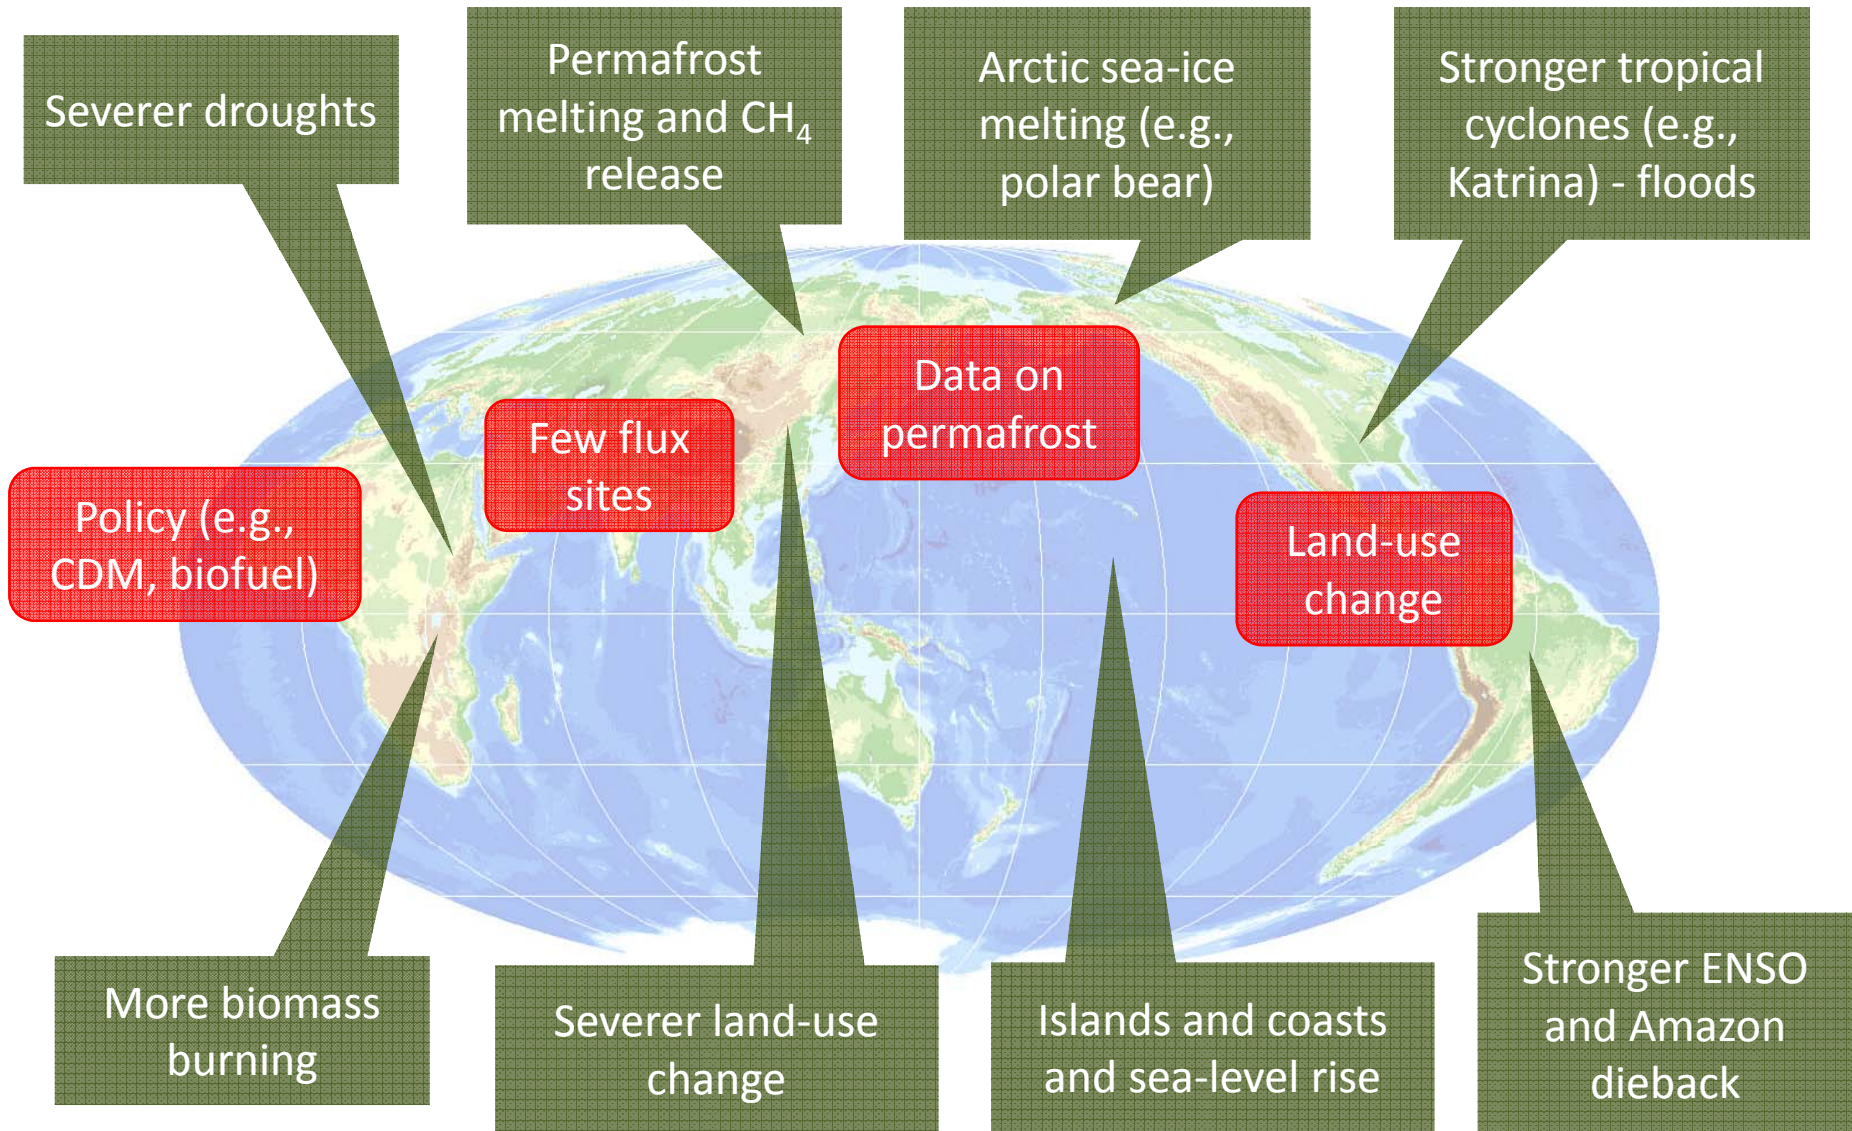 Severer droughts
Permafrost
melting and CH₄
release
Arctic sea-ice
melting (e.g.,
polar bear)
Stronger tropical
cyclones (e.g.,
Katrina) - floods
Policy (e.g.,
CDM, biofuel)
Few flux
sites
Data on
permafrost
Land-use
change
More biomass
burning
Severer land-use
change
Islands and coasts
and sea-level rise
Stronger ENSO
and Amazon
dieback